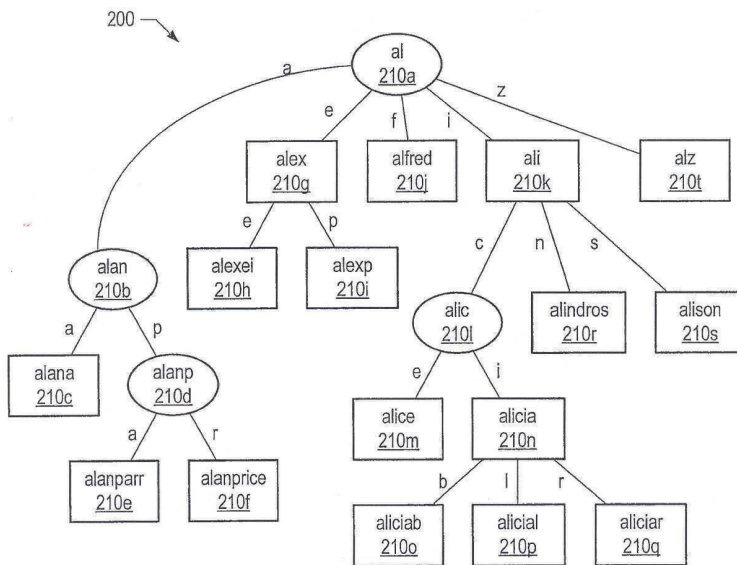 200
al
210a
a
e
f
i
z
alex
210g
alfred
210j
ali
210k
alz
210t
e
p
c
n
s
alan
210b
alexei
210h
alexp
210i
alic
210l
alindros
210r
alison
210s
a
p
alana
210c
alanp
210d
e
i
alice
210m
alicia
210n
a
r
alanparr
210e
alanprice
210f
b
l
r
aliciab
210o
alicial
210p
aliciar
210q